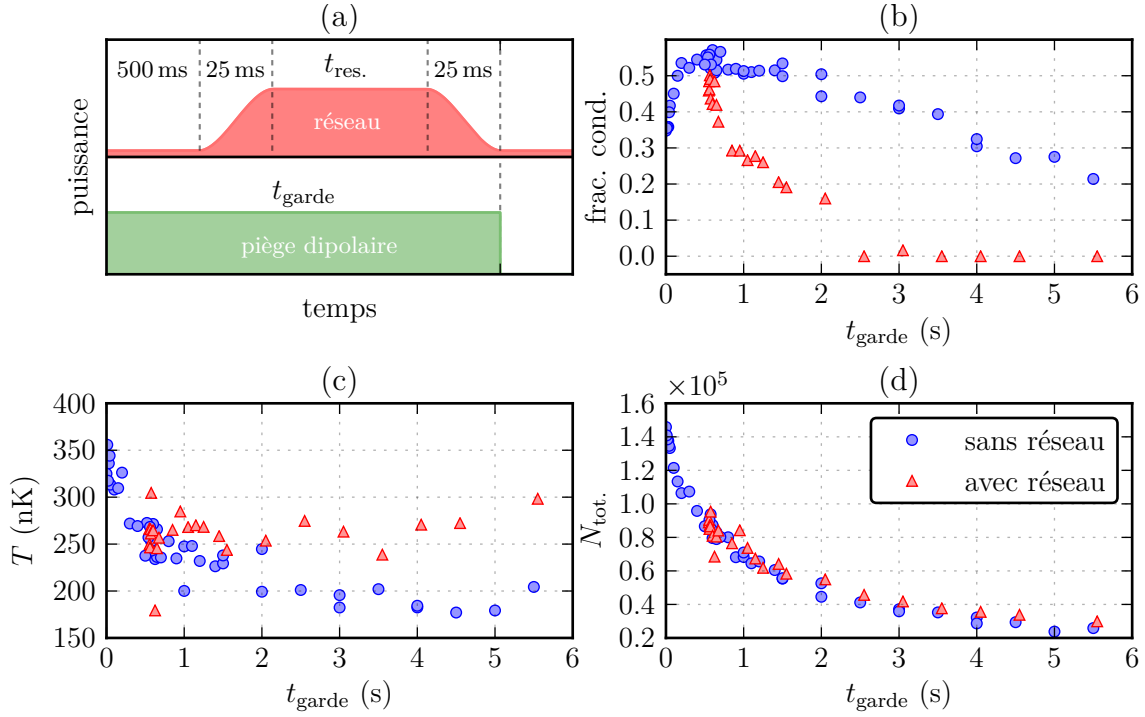 (a)
500 ms
25 ms
t_res.
25 ms
réseau
puissance
t_garde
piège dipolaire
temps
(b)
0.5
0.4
0.3
0.2
0.1
0.0
frac. cond.
0 1 2 3 4 5 6
t_garde (s)
(c)
400
350
300
250
200
150
T (nK)
0 1 2 3 4 5 6
t_garde (s)
(d)
×10^5
1.6
1.4
1.2
1.0
0.8
0.6
0.4
0.2
N_tot.
sans réseau
avec réseau
0 1 2 3 4 5 6
t_garde (s)